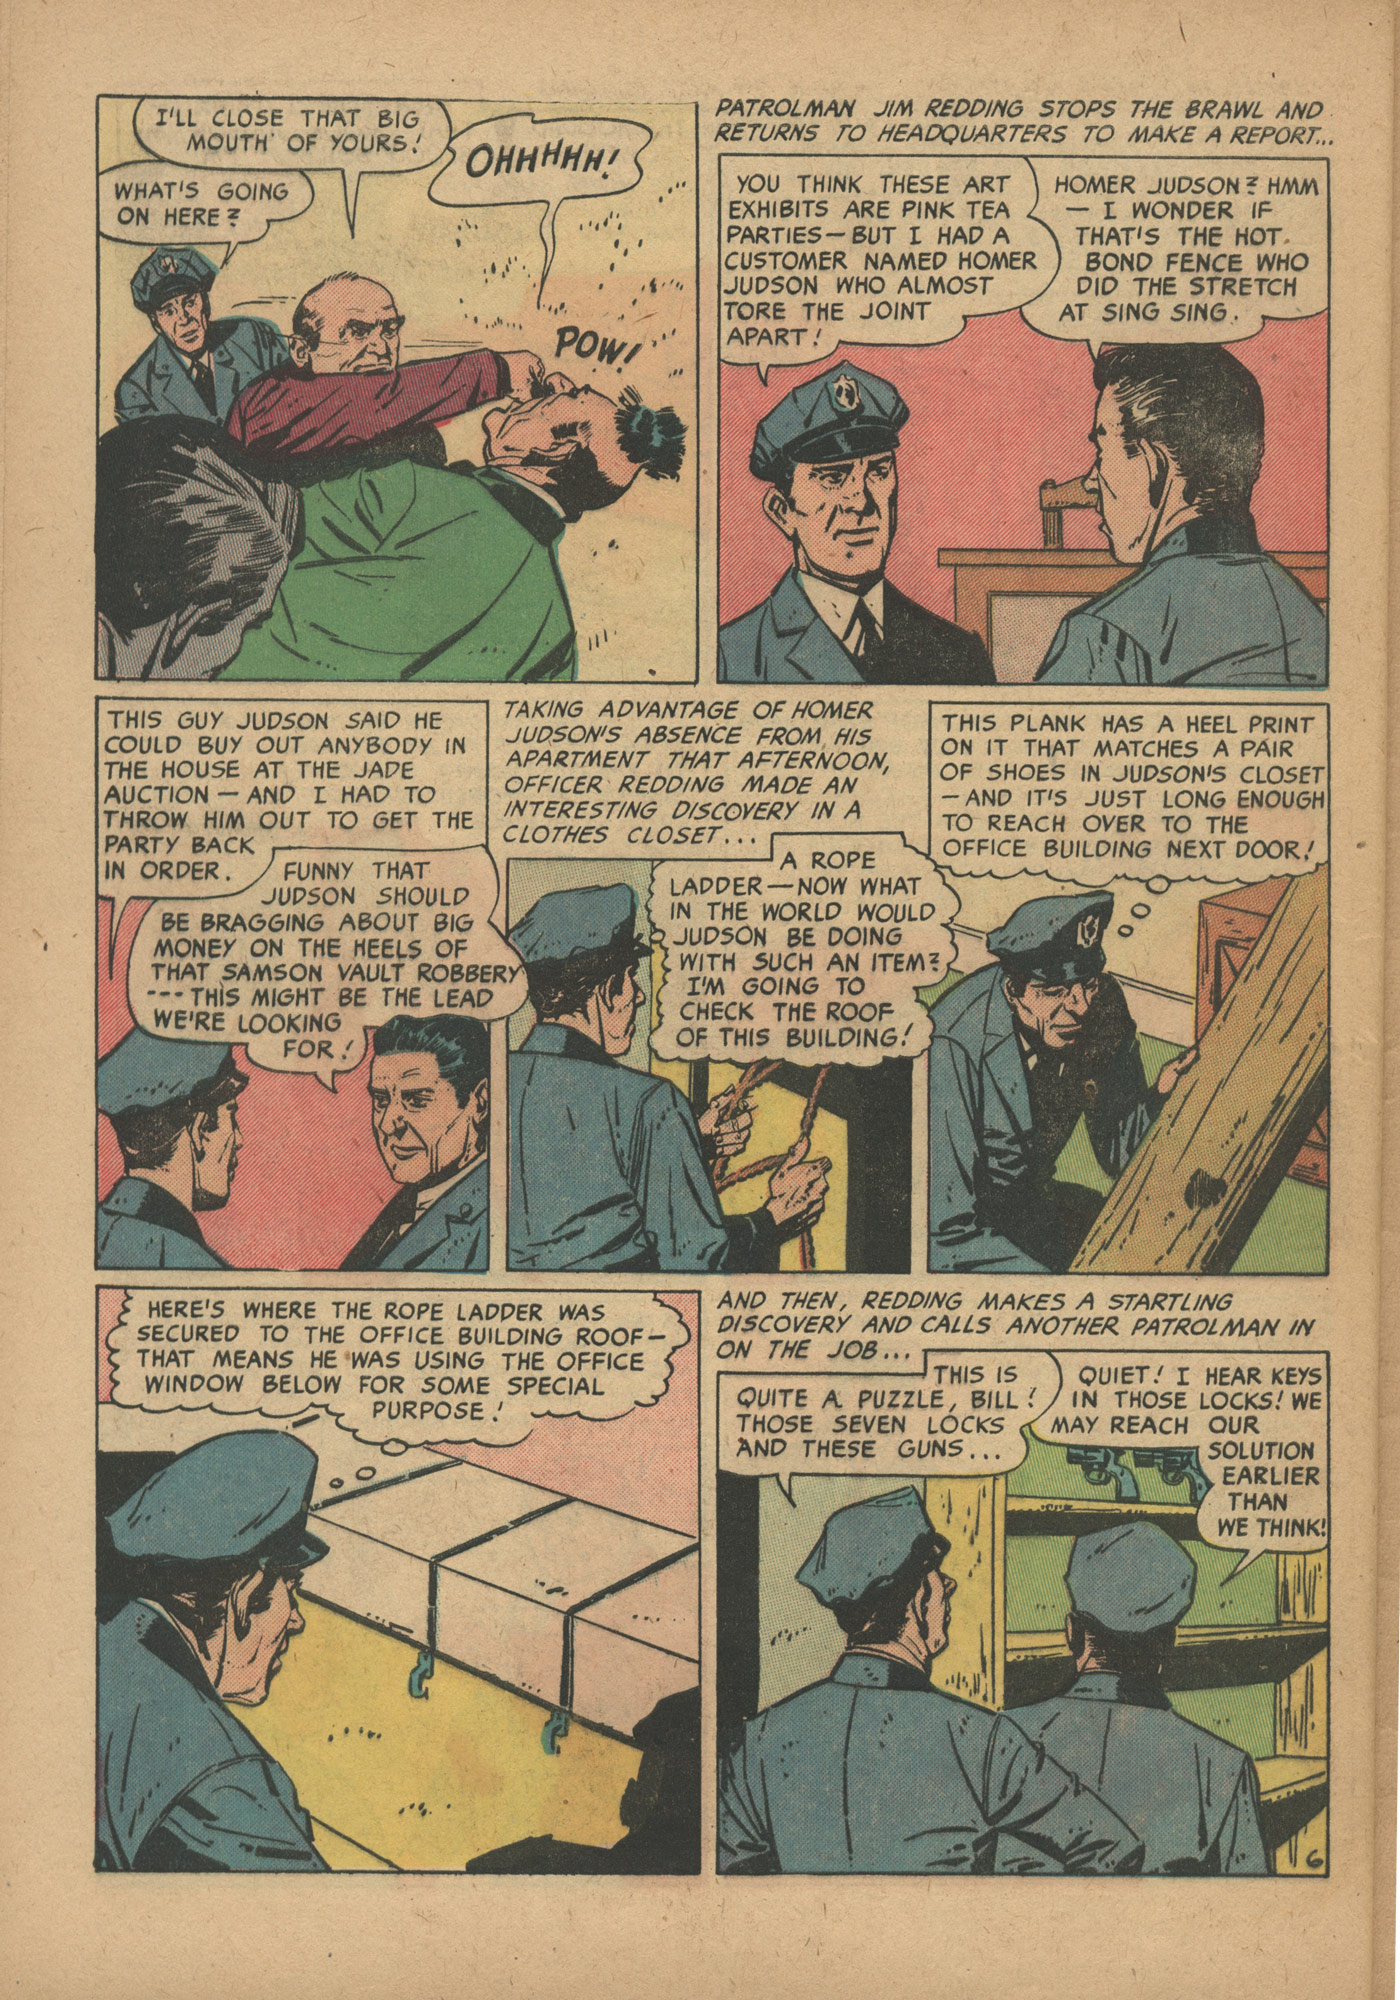 I'LL CLOSE THAT BIG
MOUTH OF YOURS!
WHAT'S GOING
ON HERE?
OHHHHH!
POW!
PATROLMAN JIM REDDING STOPS THE BRAWL AND
RETURNS TO HEADQUARTERS TO MAKE A REPORT...
YOU THINK THESE ART
EXHIBITS ARE PINK TEA
PARTIES—BUT I HAD A
CUSTOMER NAMED HOMER
JUDSON WHO ALMOST
TORE THE JOINT
APART!
HOMER JUDSON? HMM
— I WONDER IF
THAT'S THE HOT
BOND FENCE WHO
DID THE STRETCH
AT SING SING.
THIS GUY JUDSON SAID HE
COULD BUY OUT ANYBODY IN
THE HOUSE AT THE JADE
AUCTION — AND I HAD TO
THROW HIM OUT TO GET THE
PARTY BACK
IN ORDER.
FUNNY THAT
JUDSON SHOULD
BE BRAGGING ABOUT BIG
MONEY ON THE HEELS OF
THAT SAMSON VAULT ROBBERY
---THIS MIGHT BE THE LEAD
WE'RE LOOKING
FOR!
TAKING ADVANTAGE OF HOMER
JUDSON'S ABSENCE FROM HIS
APARTMENT THAT AFTERNOON,
OFFICER REDDING MADE AN
INTERESTING DISCOVERY IN A
CLOTHES CLOSET...
A ROPE
LADDER—NOW WHAT
IN THE WORLD WOULD
JUDSON BE DOING
WITH SUCH AN ITEM?
I'M GOING TO
CHECK THE ROOF
OF THIS BUILDING!
THIS PLANK HAS A HEEL PRINT
ON IT THAT MATCHES A PAIR
OF SHOES IN JUDSON'S CLOSET
—AND IT'S JUST LONG ENOUGH
TO REACH OVER TO THE
OFFICE BUILDING NEXT DOOR!
HERE'S WHERE THE ROPE LADDER WAS
SECURED TO THE OFFICE BUILDING ROOF—
THAT MEANS HE WAS USING THE OFFICE
WINDOW BELOW FOR SOME SPECIAL
PURPOSE!
AND THEN, REDDING MAKES A STARTLING
DISCOVERY AND CALLS ANOTHER PATROLMAN IN
ON THE JOB...
THIS IS
QUITE A PUZZLE, BILL!
THOSE SEVEN LOCKS
AND THESE GUNS...
QUIET! I HEAR KEYS
IN THOSE LOCKS! WE
MAY REACH OUR
SOLUTION
EARLIER
THAN
WE THINK!
6